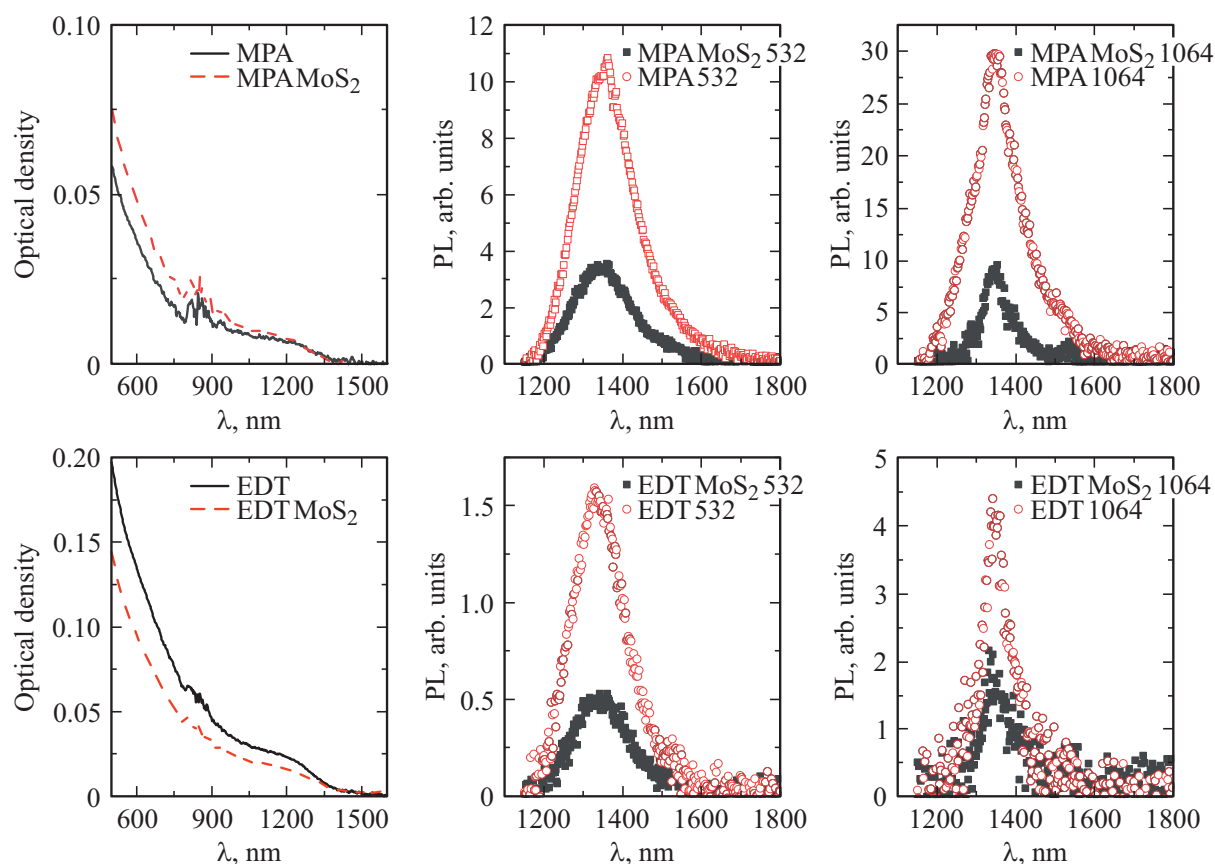 0.10
0.05
0
Optical density
MPA
MPA MoS₂
600 900 1200 1500
λ, nm
12
10
8
6
4
2
0
PL, arb. units
MPA MoS₂ 532
MPA 532
1200 1400 1600 1800
λ, nm
30
25
20
15
10
5
0
PL, arb. units
MPA MoS₂ 1064
MPA 1064
1200 1400 1600 1800
λ, nm
0.20
0.15
0.10
0.05
0
Optical density
EDT
EDT MoS₂
600 900 1200 1500
λ, nm
1.5
1.0
0.5
0
PL, arb. units
EDT MoS₂ 532
EDT 532
1200 1400 1600 1800
λ, nm
5
4
3
2
1
0
PL, arb. units
EDT MoS₂ 1064
EDT 1064
1200 1400 1600 1800
λ, nm